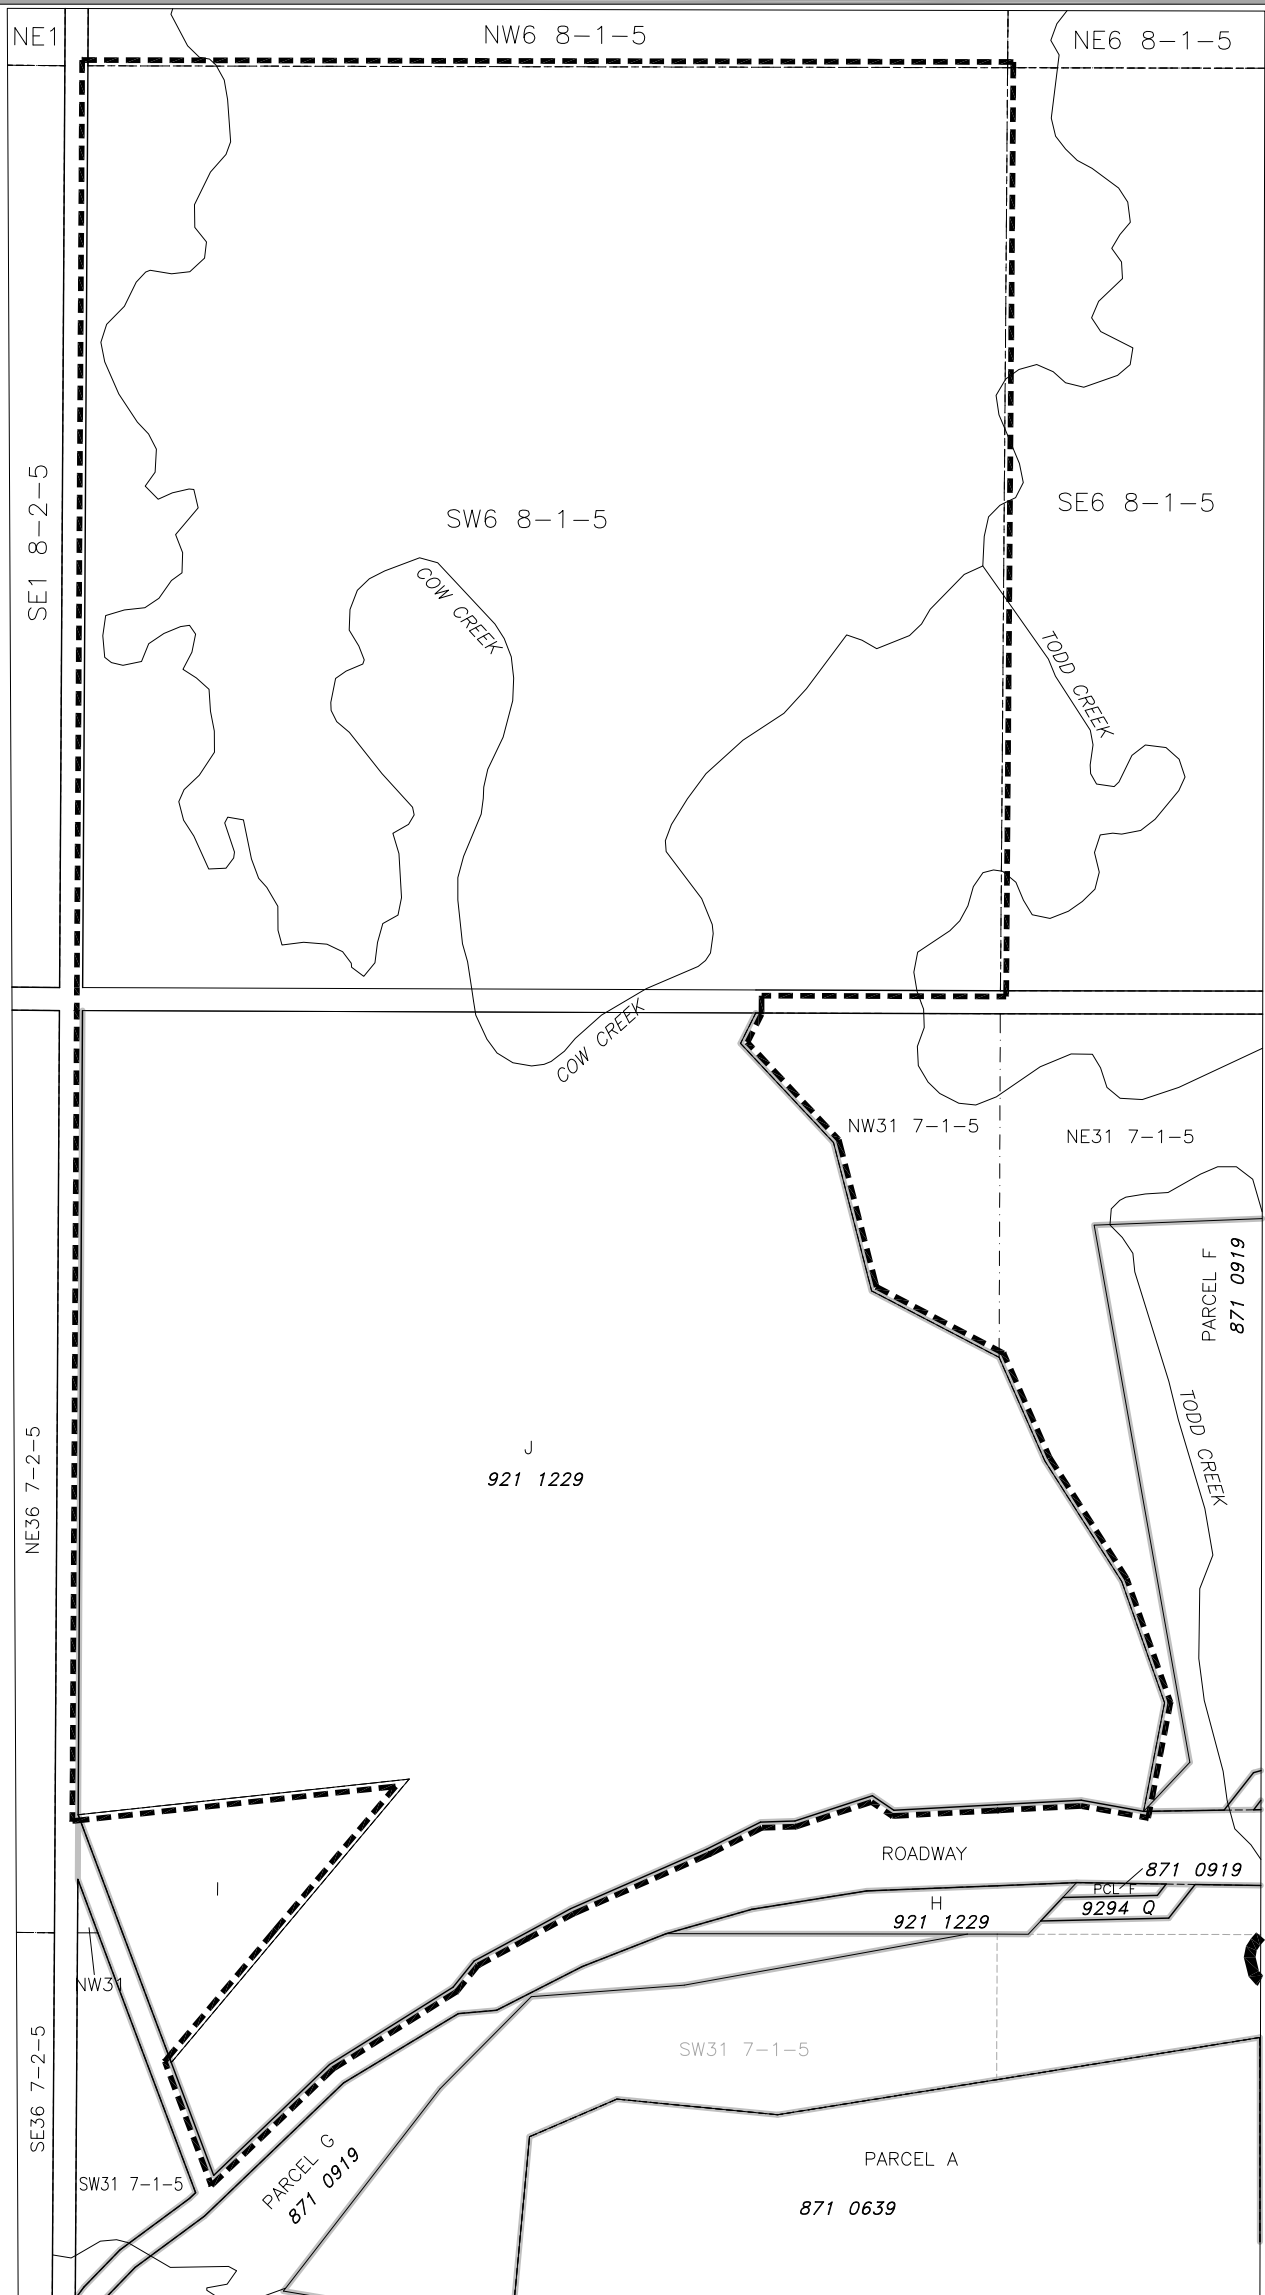 NE1
NW6 8-1-5
NE6 8-1-5
SE1 8-2-5
SW6 8-1-5
SE6 8-1-5
COW CREEK
TODD CREEK
COW CREEK
NW31 7-1-5
NE31 7-1-5
PARCEL F
871 0919
TODD CREEK
NE36 7-2-5
J
921 1229
ROADWAY
871 0919
PCL F
9294 Q
I
H
921 1229
NW31
SW31 7-1-5
SE36 7-2-5
SW31 7-1-5
PARCEL G
871 0919
PARCEL A
871 0639